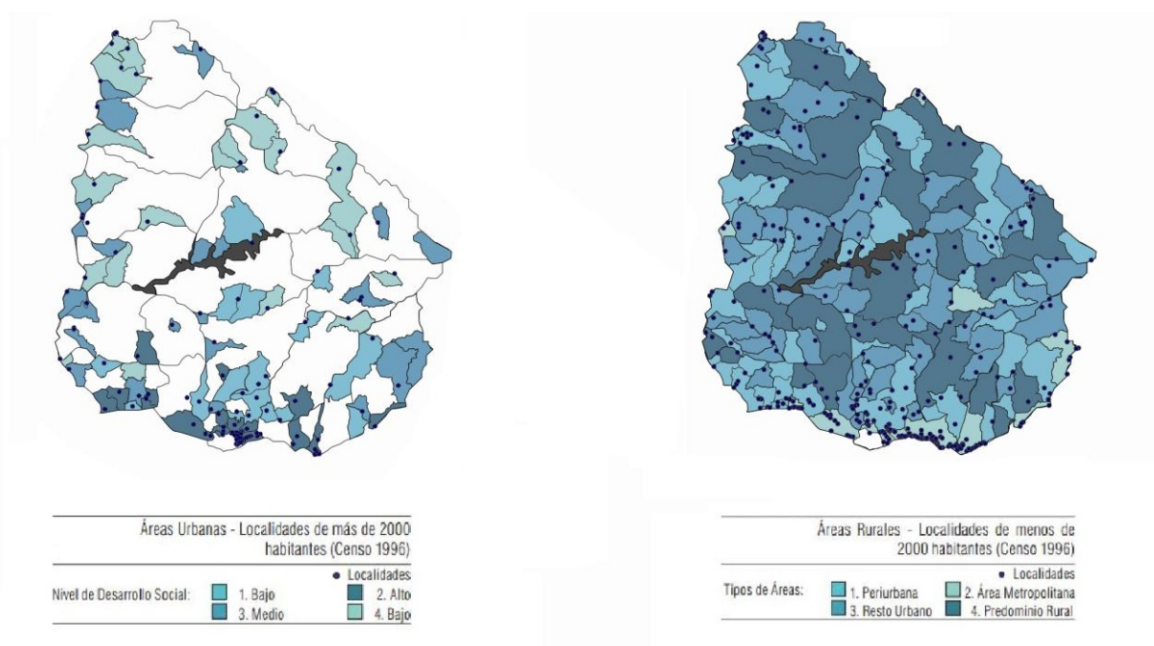 Áreas Urbanas - Localidades de más de 2000
habitantes (Censo 1996)
Localidades
Nivel de Desarrollo Social:
1. Bajo
2. Alto
3. Medio
4. Bajo
Áreas Rurales - Localidades de menos de
2000 habitantes (Censo 1996)
Localidades
Tipos de Áreas:
1. Periurbana
2. Área Metropolitana
3. Resto Urbano
4. Predominio Rural